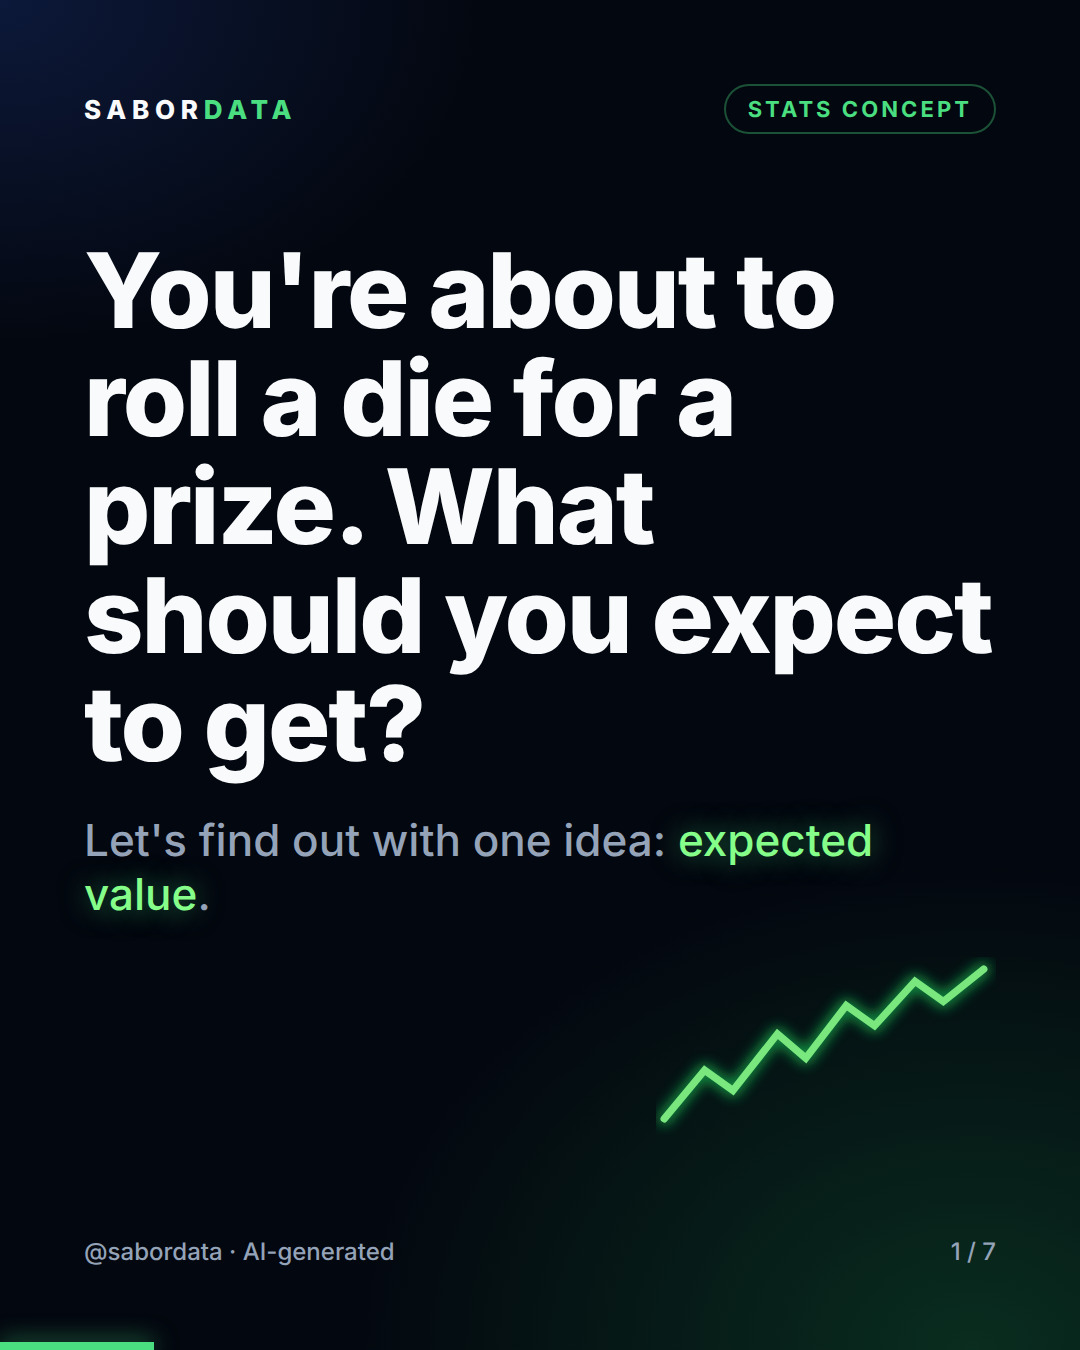 SABORDATA
STATS CONCEPT
You're about to
roll a die for a
prize. What
should you expect
to get?
Let's find out with one idea: expected
value.
@sabordata · AI-generated
1 / 7